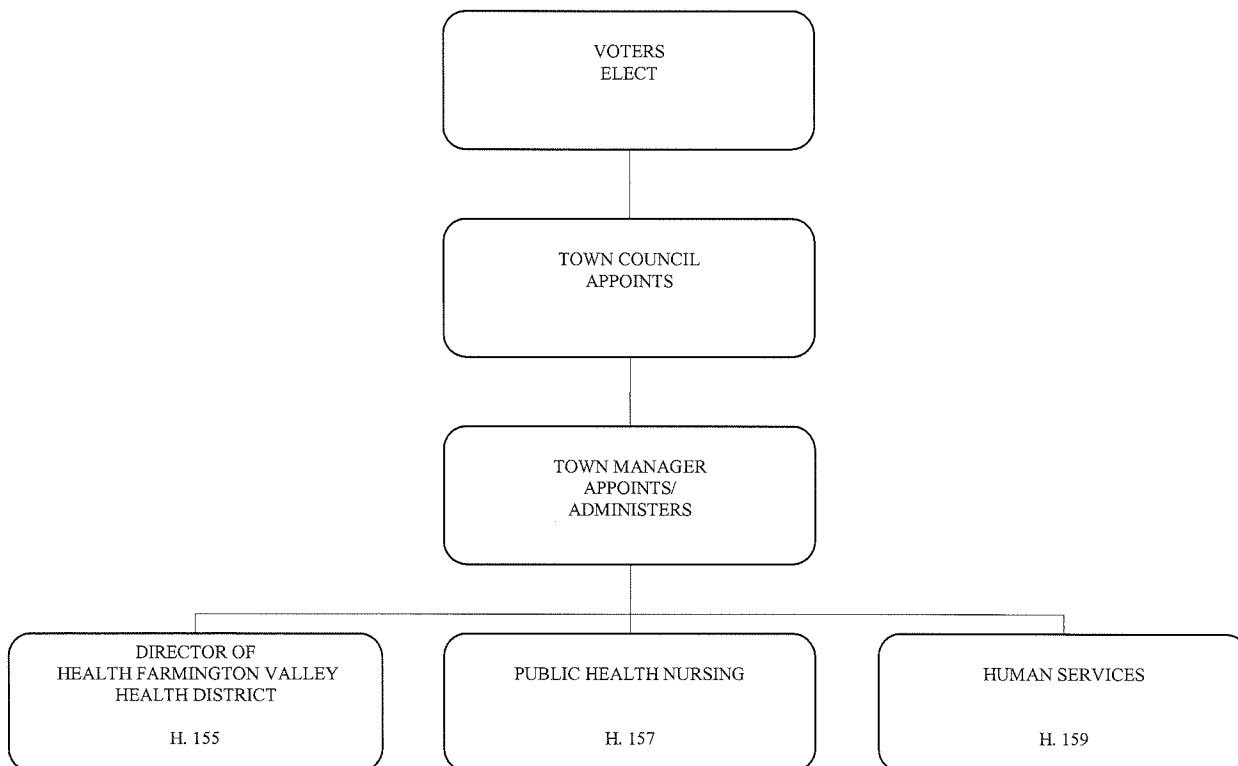 VOTERS
ELECT
TOWN COUNCIL
APPOINTS
TOWN MANAGER
APPOINTS/
ADMINISTERS
DIRECTOR OF
HEALTH FARMINGTON VALLEY
HEALTH DISTRICT
H. 155
PUBLIC HEALTH NURSING
H. 157
HUMAN SERVICES
H. 159